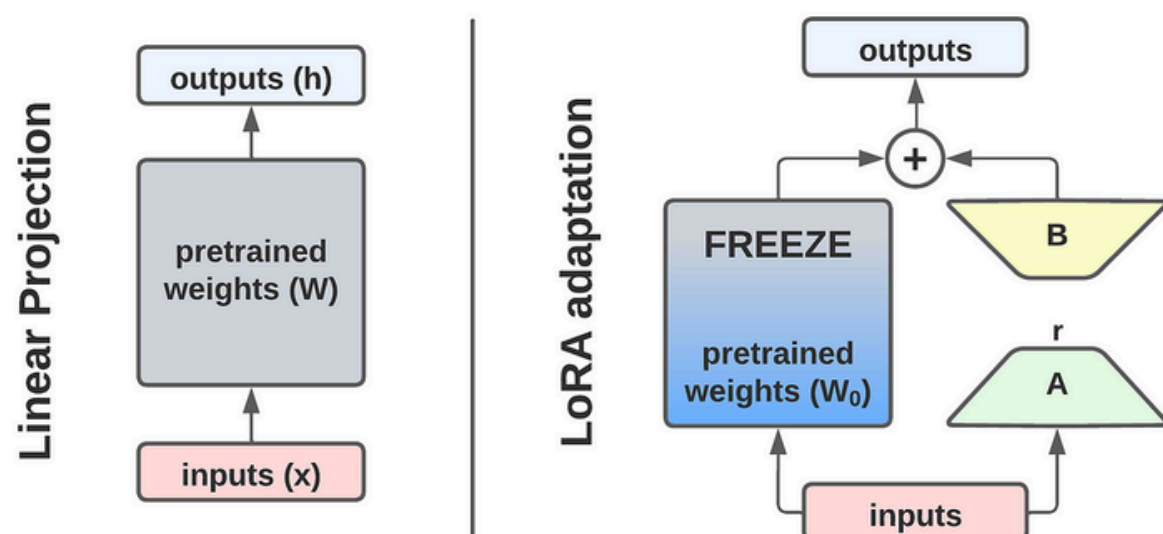 Linear Projection
outputs (h)
pretrained
weights (W)
inputs (x)
LoRA adaptation
outputs
+
FREEZE
pretrained
weights (W₀)
B
r
A
inputs